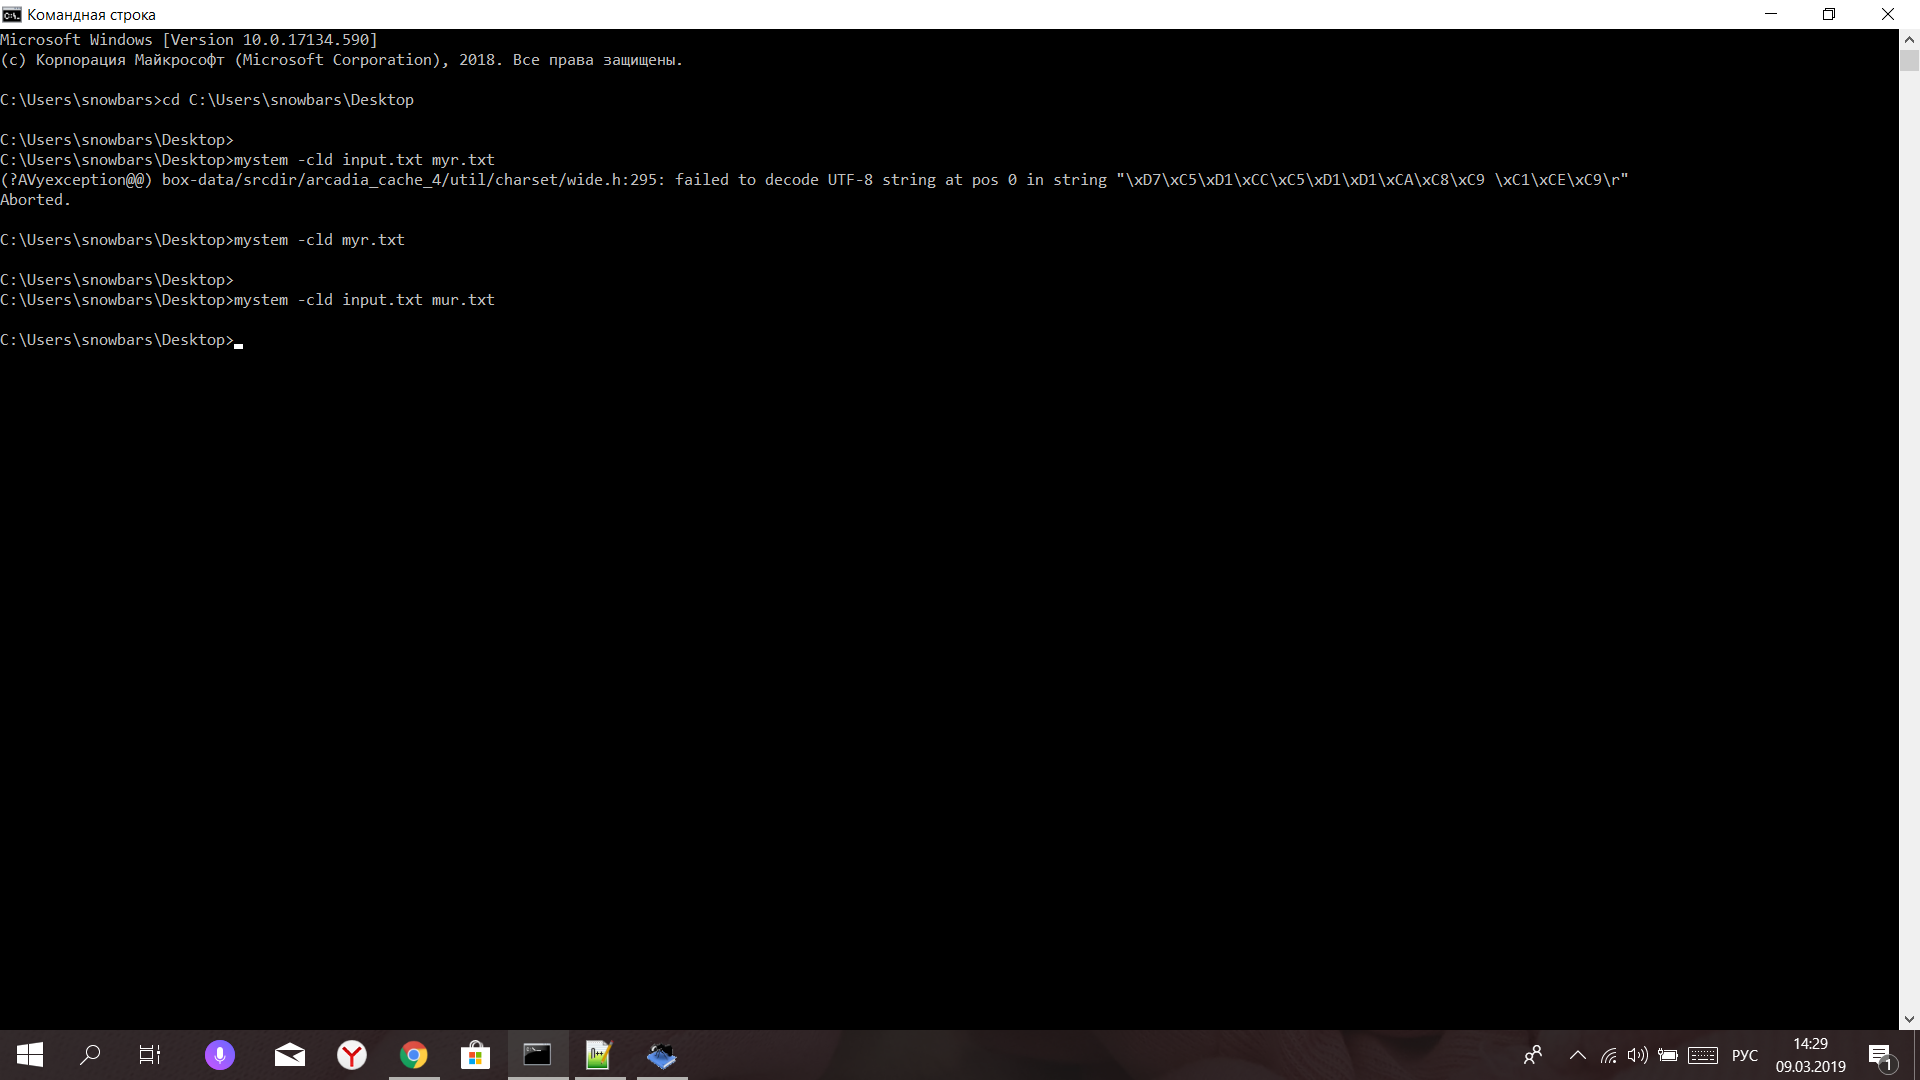 Командная строка
Microsoft Windows [Version 10.0.17134.590]
(c) Корпорация Майкрософт (Microsoft Corporation), 2018. Все права защищены.
C:\Users\snowbars>cd C:\Users\snowbars\Desktop
C:\Users\snowbars\Desktop>
C:\Users\snowbars\Desktop>mystem -cld input.txt myr.txt
(?AVyexception@@) box-data/srcdir/arcadia_cache_4/util/charset/wide.h:295: failed to decode UTF-8 string at pos 0 in string "\xD7\xC5\xD1\xCC\xC5\xD1\xD1\xCA\xC8\xC9 \xC1\xCE\xC9\r"
Aborted.
C:\Users\snowbars\Desktop>mystem -cld myr.txt
C:\Users\snowbars\Desktop>
C:\Users\snowbars\Desktop>mystem -cld input.txt mur.txt
C:\Users\snowbars\Desktop>
РУС
14:29
09.03.2019
1